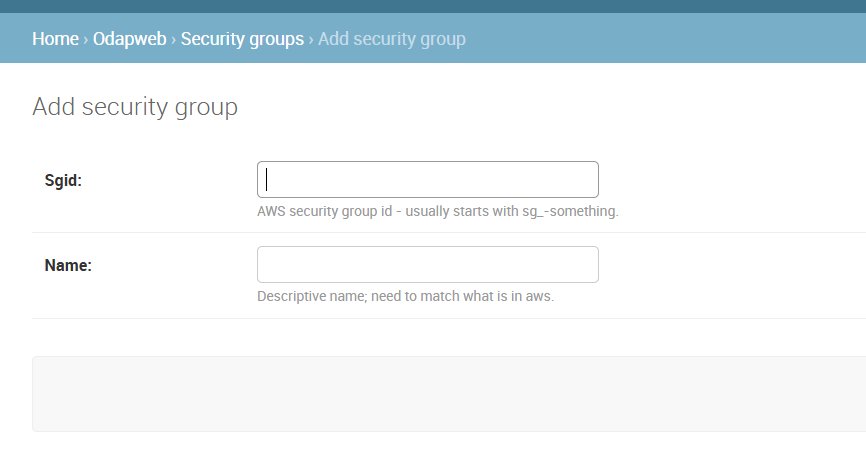 Home › Odapweb › Security groups › Add security group
Add security group
Sgid:
AWS security group id - usually starts with sg_-something.
Name:
Descriptive name; need to match what is in aws.